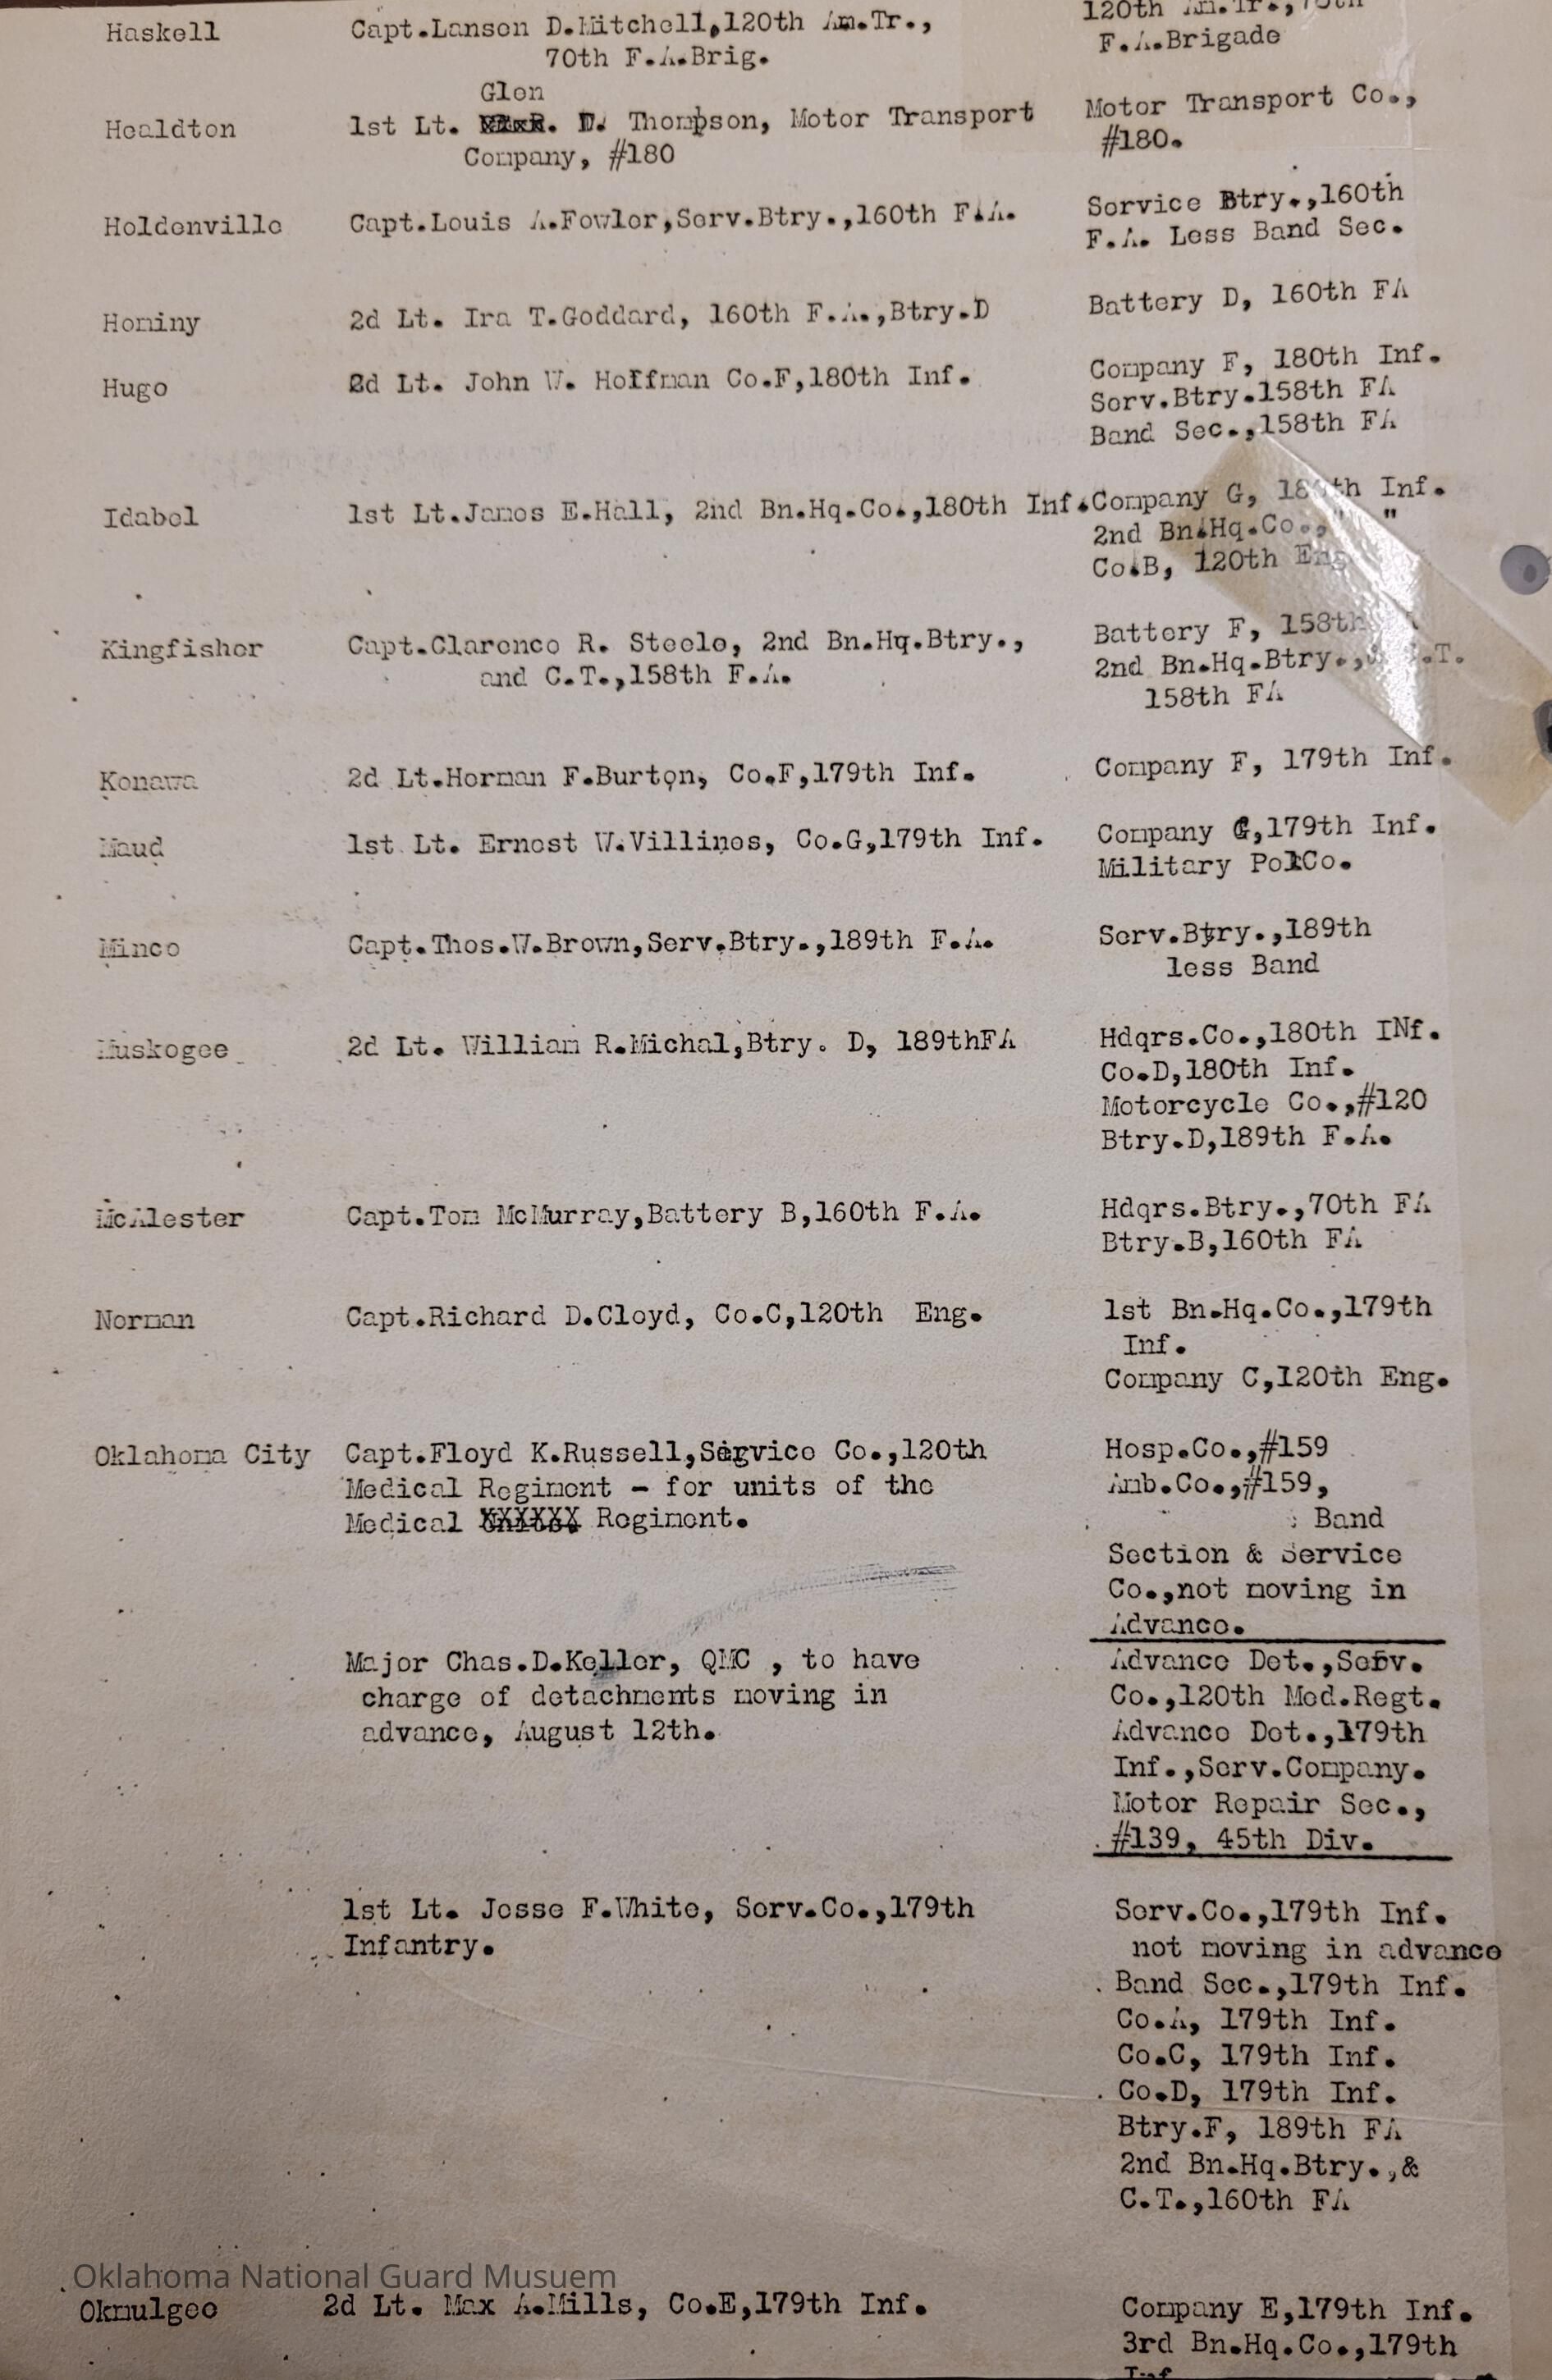 120th Am.Tr.,70th
Haskell Capt.Lanson D.Mitchell,120th Am.Tr., F.A.Brigade
70th F.A.Brig.
Glen
Healdton 1st Lt. D. Thompson, Motor Transport Motor Transport Co.,
Company, #180 #180.
Holdenville Capt.Louis A.Fowler,Serv.Btry.,160th F.A. Service Btry.,160th
F.A. Less Band Sec.
Hominy 2d Lt. Ira T.Goddard, 160th F.A.,Btry.D Battery D, 160th FA
Hugo 2d Lt. John W. Hoffman Co.F,180th Inf. Company F, 180th Inf.
Serv.Btry.158th FA
Band Sec.,158th FA
Idabel 1st Lt.James E.Hall, 2nd Bn.Hq.Co.,180th Inf.Company G, 180th Inf.
2nd Bn.Hq.Co.," "
Co.B, 120th Eng
Kingfisher Capt.Clarence R. Steele, 2nd Bn.Hq.Btry., Battery F, 158th
and C.T.,158th F.A. 2nd Bn.Hq.Btry.,& C.T.
158th FA
Konawa 2d Lt.Herman F.Burton, Co.F,179th Inf. Company F, 179th Inf.
Maud 1st Lt. Ernest W.Villines, Co.G,179th Inf. Company G,179th Inf.
Military PolCo.
Minco Capt.Thos.W.Brown,Serv.Btry.,189th F.A. Serv.Btry.,189th
less Band
Muskogee 2d Lt. William R.Michal,Btry. D, 189thFA Hdqrs.Co.,180th INf.
Co.D,180th Inf.
Motorcycle Co.,#120
Btry.D,189th F.A.
McAlester Capt.Tom McMurray,Battery B,160th F.A. Hdqrs.Btry.,70th FA
Btry.B,160th FA
Norman Capt.Richard D.Cloyd, Co.C,120th Eng. 1st Bn.Hq.Co.,179th
Inf.
Company C,120th Eng.
Oklahoma City Capt.Floyd K.Russell,Service Co.,120th Hosp.Co.,#159
Medical Regiment - for units of the Amb.Co.,#159,
Medical XXXXXX Regiment. Band
Section & Service
Co.,not moving in
Advance.
Major Chas.D.Keller, QMC , to have Advance Det.,Serv.
charge of detachments moving in Co.,120th Med.Regt.
advance, August 12th. Advance Det.,179th
Inf.,Serv.Company.
Motor Repair Sec.,
#139, 45th Div.
1st Lt. Jesse F.White, Serv.Co.,179th Serv.Co.,179th Inf.
Infantry. not moving in advance
Band Sec.,179th Inf.
Co.A, 179th Inf.
Co.C, 179th Inf.
Co.D, 179th Inf.
Btry.F, 189th FA
2nd Bn.Hq.Btry.,&
C.T.,160th FA
Oklahoma National Guard Musuem
Okmulgee 2d Lt. Max A.Mills, Co.E,179th Inf. Company E,179th Inf.
3rd Bn.Hq.Co.,179th
Inf